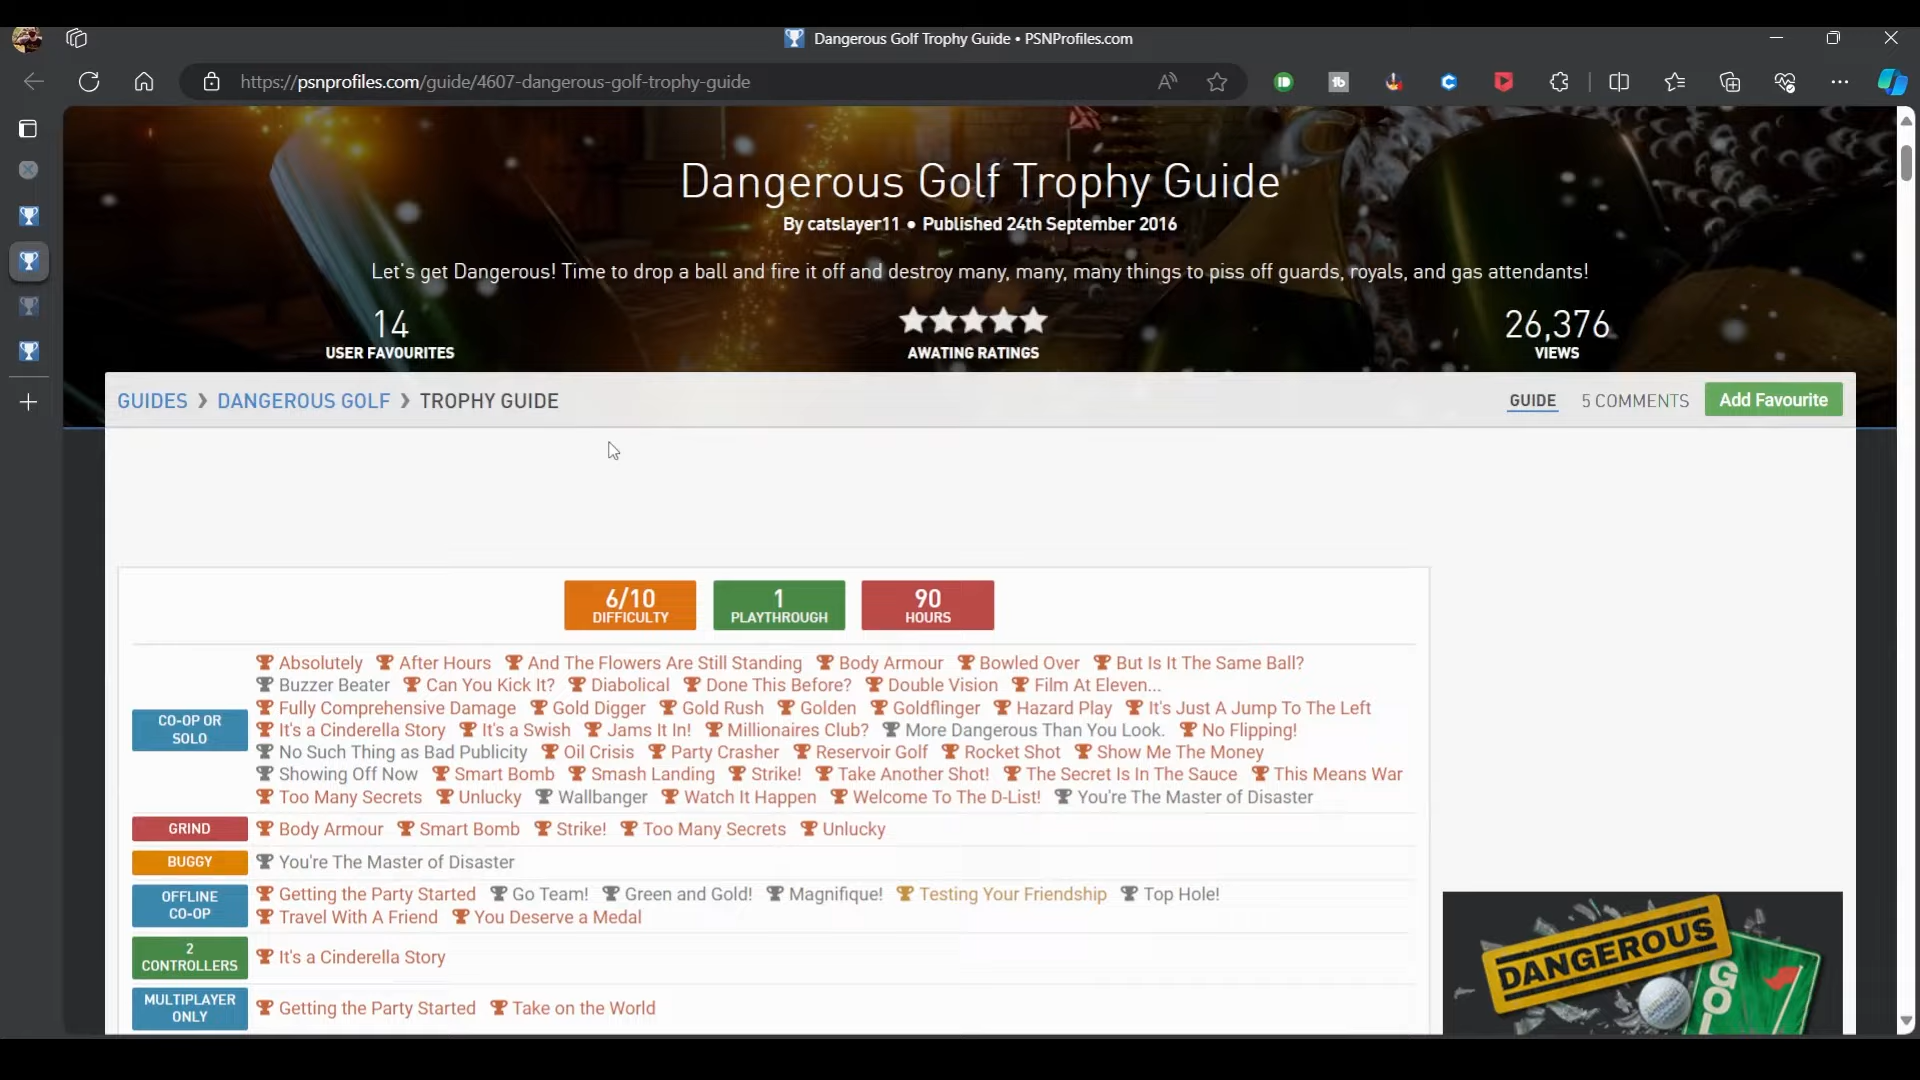 Dangerous Golf Trophy Guide • PSNProfiles.com
https://psnprofiles.com/guide/4607-dangerous-golf-trophy-guide
Dangerous Golf Trophy Guide
By catslayer11 • Published 24th September 2016
Let's get Dangerous! Time to drop a ball and fire it off and destroy many, many, many things to piss off guards, royals, and gas attendants!
14
USER FAVOURITES
AWATING RATINGS
26,376
VIEWS
GUIDES > DANGEROUS GOLF > TROPHY GUIDE
GUIDE 5 COMMENTS Add Favourite
6/10
DIFFICULTY
1
PLAYTHROUGH
90
HOURS
CO-OP OR
SOLO
Absolutely After Hours And The Flowers Are Still Standing Body Armour Bowled Over But Is It The Same Ball?
Buzzer Beater Can You Kick It? Diabolical Done This Before? Double Vision Film At Eleven...
Fully Comprehensive Damage Gold Digger Gold Rush Golden Goldflinger Hazard Play It's Just A Jump To The Left
It's a Cinderella Story It's a Swish Jams It In! Millionaires Club? More Dangerous Than You Look. No Flipping!
No Such Thing as Bad Publicity Oil Crisis Party Crasher Reservoir Golf Rocket Shot Show Me The Money
Showing Off Now Smart Bomb Smash Landing Strike! Take Another Shot! The Secret Is In The Sauce This Means War
Too Many Secrets Unlucky Wallbanger Watch It Happen Welcome To The D-List! You're The Master of Disaster
GRIND
Body Armour Smart Bomb Strike! Too Many Secrets Unlucky
BUGGY
You're The Master of Disaster
OFFLINE
CO-OP
Getting the Party Started Go Team! Green and Gold! Magnifique! Testing Your Friendship Top Hole!
Travel With A Friend You Deserve a Medal
2
CONTROLLERS
It's a Cinderella Story
MULTIPLAYER
ONLY
Getting the Party Started Take on the World
DANGEROUS
GOL